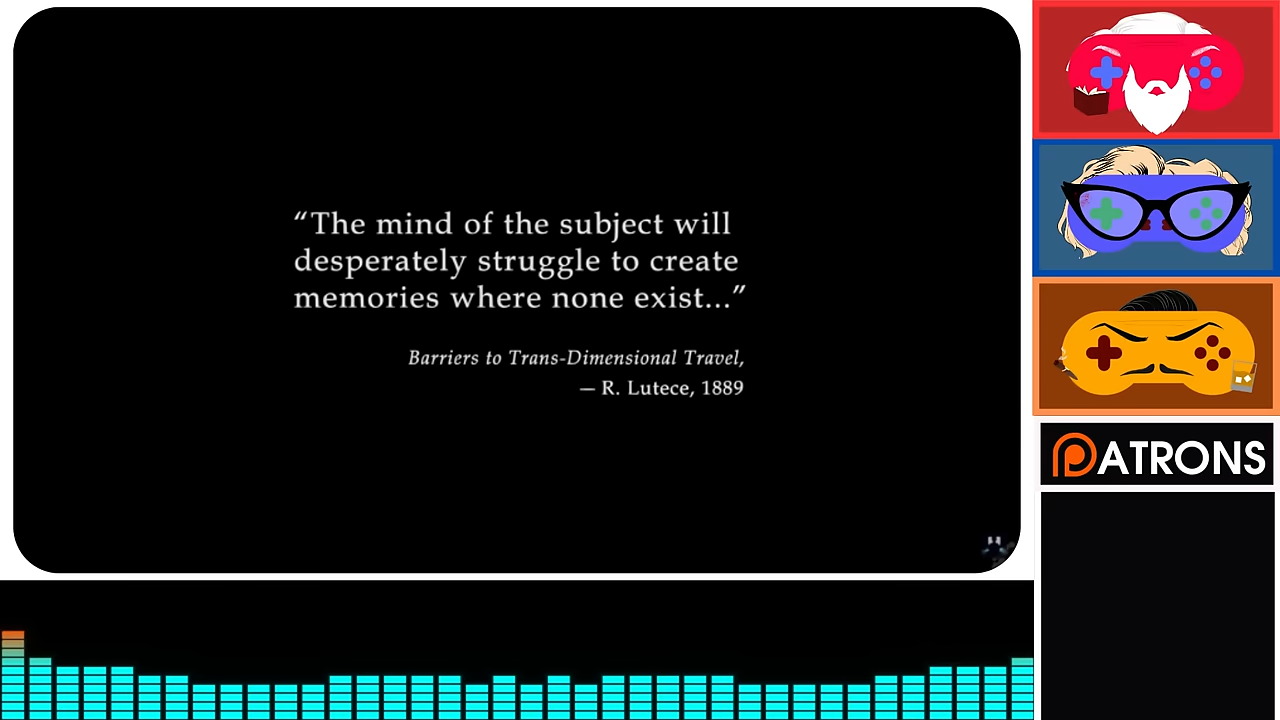 “The mind of the subject will
desperately struggle to create
memories where none exist...”
Barriers to Trans-Dimensional Travel,
— R. Lutece, 1889
PATRONS